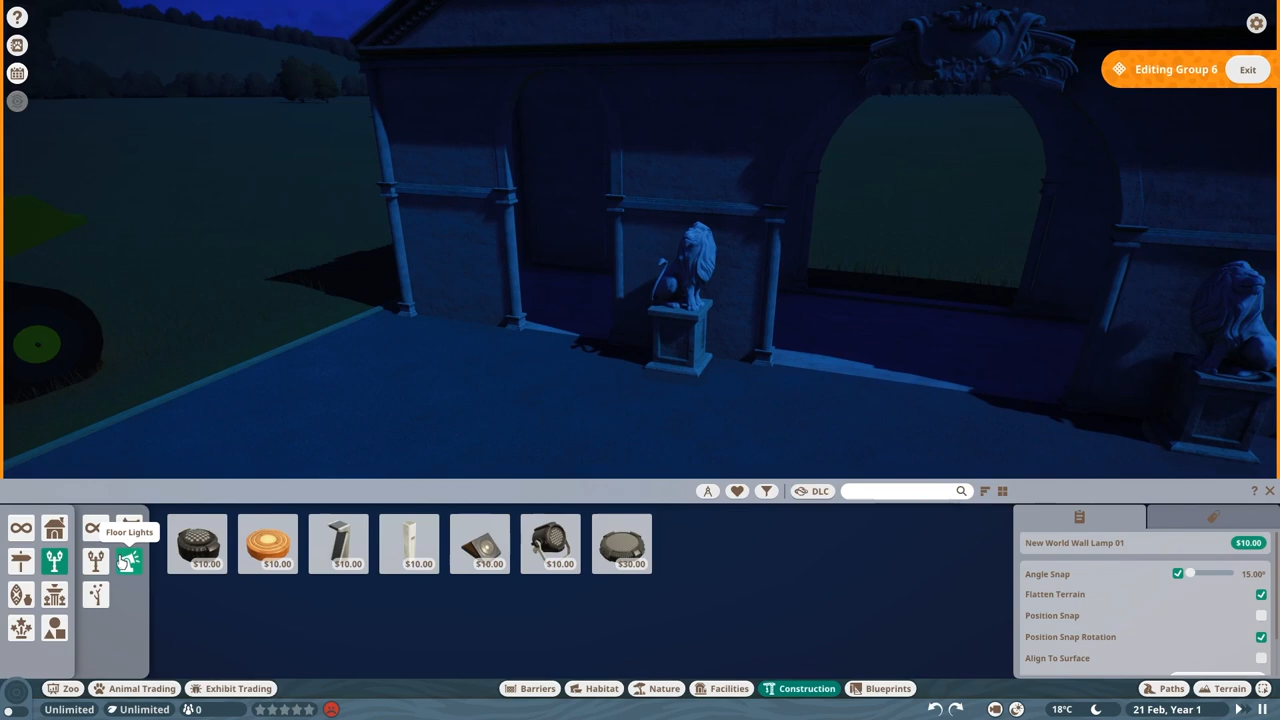 ?
Editing Group 6
Exit
DLC
?
Floor Lights
$10.00
$10.00
$10.00
$10.00
$10.00
$10.00
$30.00
New World Wall Lamp 01
$10.00
Angle Snap
15.00°
Flatten Terrain
Position Snap
Position Snap Rotation
Align To Surface
Zoo
Animal Trading
Exhibit Trading
Barriers
Habitat
Nature
Facilities
Construction
Blueprints
Paths
Terrain
Unlimited
Unlimited
0
18°C
21 Feb, Year 1